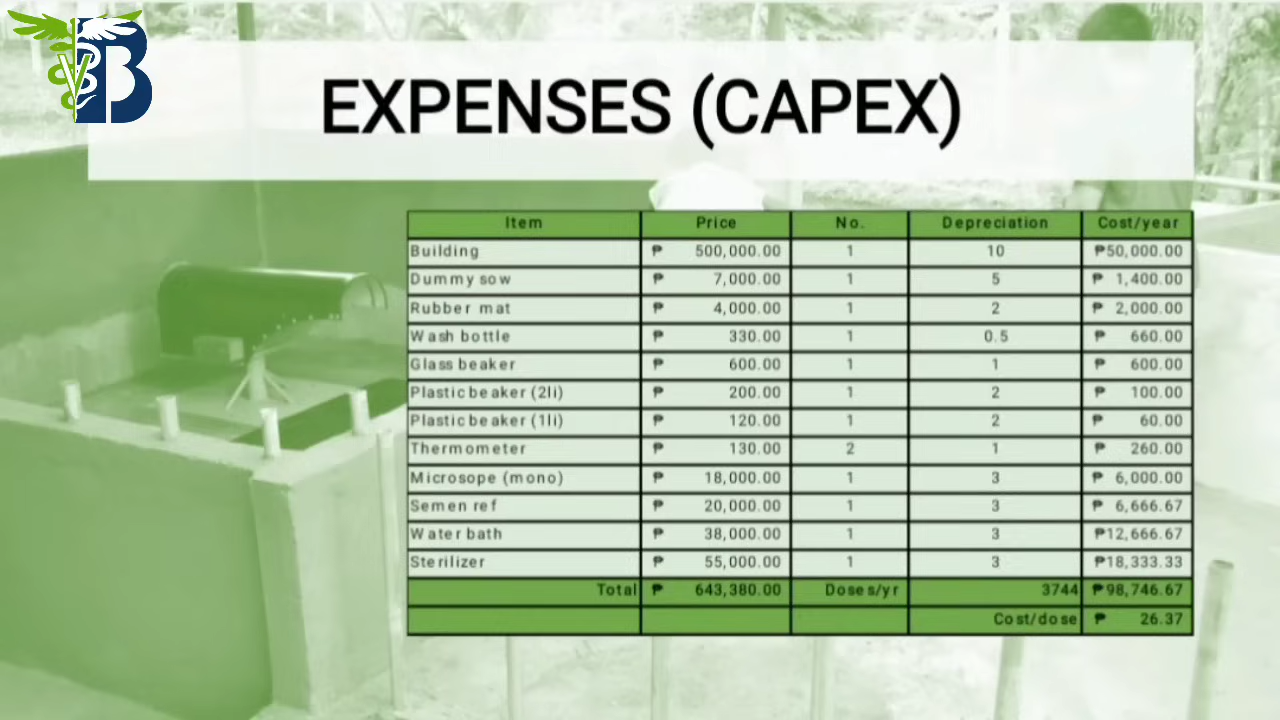 VB
EXPENSES (CAPEX)
Item Price No. Depreciation Cost/year
Building ₱ 500,000.00 1 10 ₱50,000.00
Dummy sow ₱ 7,000.00 1 5 ₱ 1,400.00
Rubber mat ₱ 4,000.00 1 2 ₱ 2,000.00
Wash bottle ₱ 330.00 1 0.5 ₱ 660.00
Glass beaker ₱ 600.00 1 1 ₱ 600.00
Plastic beaker (2li) ₱ 200.00 1 2 ₱ 100.00
Plastic beaker (1li) ₱ 120.00 1 2 ₱ 60.00
Thermometer ₱ 130.00 2 1 ₱ 260.00
Microsope (mono) ₱ 18,000.00 1 3 ₱ 6,000.00
Semen ref ₱ 20,000.00 1 3 ₱ 6,666.67
Water bath ₱ 38,000.00 1 3 ₱12,666.67
Sterilizer ₱ 55,000.00 1 3 ₱18,333.33
Total ₱ 643,380.00 Doses/yr 3744 ₱98,746.67
Cost/dose ₱ 26.37